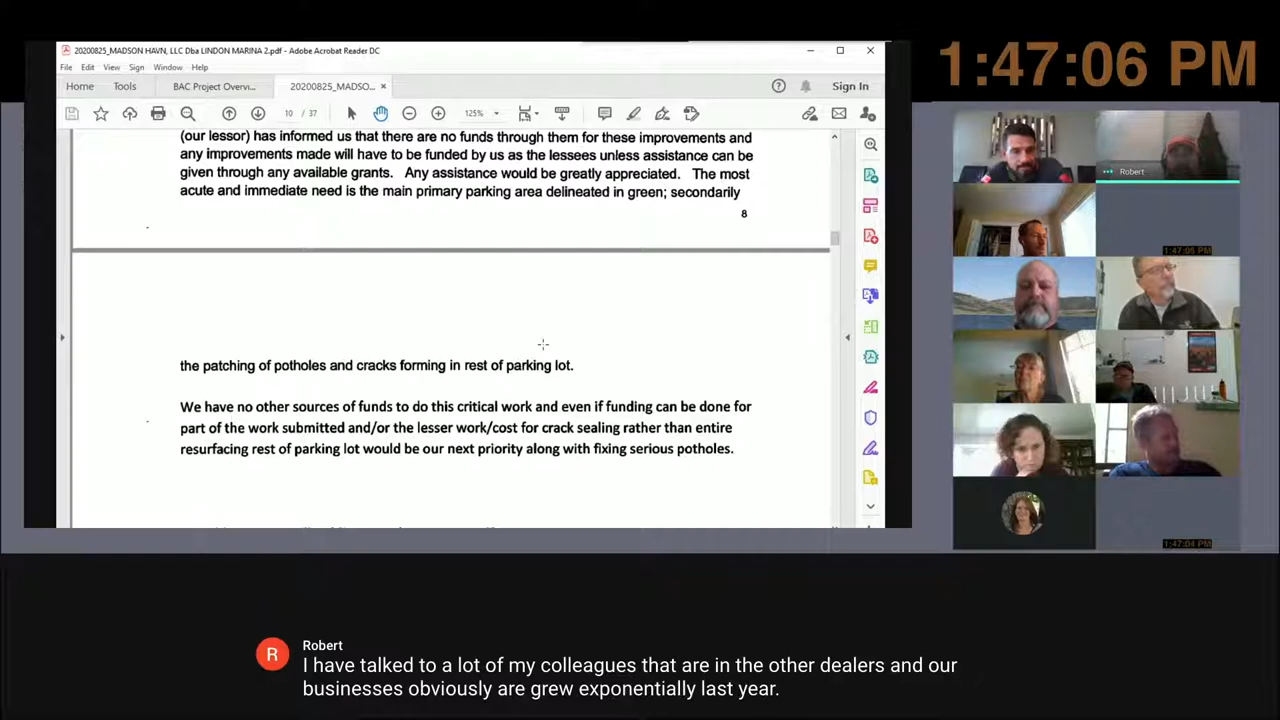 20200825_MADSON HAVN, LLC Dba LINDON MARINA 2.pdf - Adobe Acrobat Reader DC
File Edit View Sign Window Help
Home Tools BAC Project Overvi... 20200825_MADSO... × Sign In
10 / 37 125%
(our lessor) has informed us that there are no funds through them for these improvements and
any improvements made will have to be funded by us as the lessees unless assistance can be
given through any available grants. Any assistance would be greatly appreciated. The most
acute and immediate need is the main primary parking area delineated in green; secondarily
8
the patching of potholes and cracks forming in rest of parking lot.
We have no other sources of funds to do this critical work and even if funding can be done for
part of the work submitted and/or the lesser work/cost for crack sealing rather than entire
resurfacing rest of parking lot would be our next priority along with fixing serious potholes.
1:47:06 PM
Robert
1:47:05 PM
1:47:04 PM
R
Robert
I have talked to a lot of my colleagues that are in the other dealers and our
businesses obviously are grew exponentially last year.